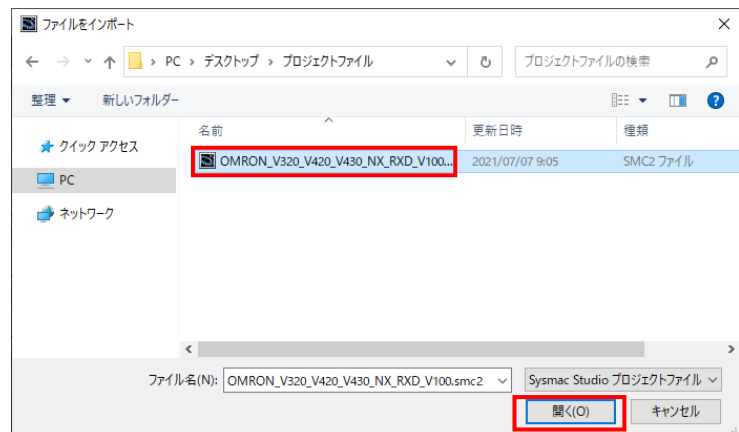 ファイルをインポート
PC › デスクトップ › プロジェクトファイル
プロジェクトファイルの検索
整理 新しいフォルダー
名前 更新日時 種類
クイック アクセス
OMRON_V320_V420_V430_NX_RXD_V100... 2021/07/07 9:05 SMC2 ファイル
PC
ネットワーク
ファイル名(N): OMRON_V320_V420_V430_NX_RXD_V100.smc2 Sysmac Studio プロジェクトファイル
開く(O) キャンセル